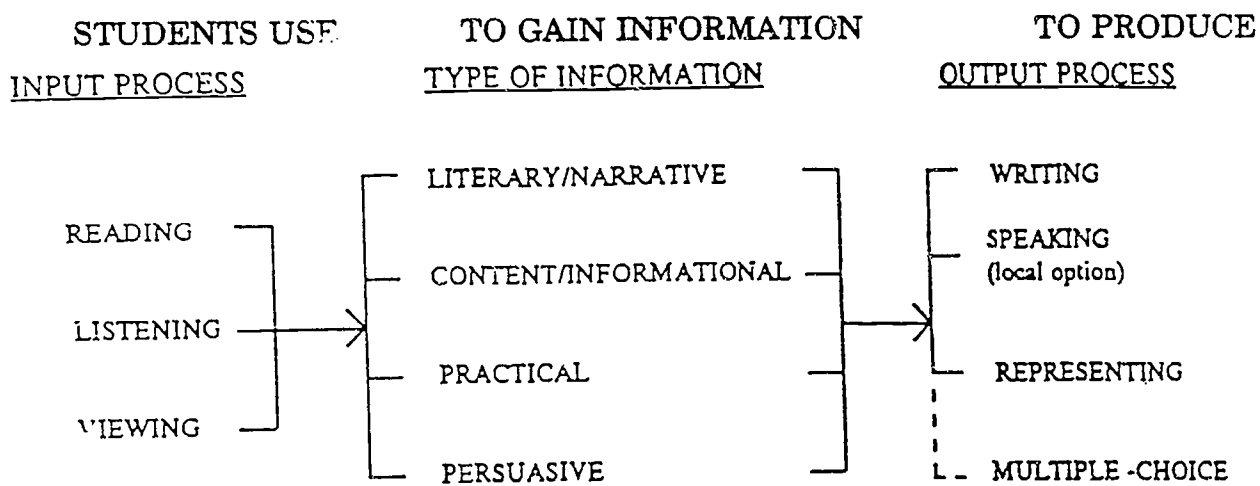 STUDENTS USE TO GAIN INFORMATION TO PRODUCE
INPUT PROCESS TYPE OF INFORMATION OUTPUT PROCESS
READING
LISTENING
VIEWING
LITERARY/NARRATIVE
CONTENT/INFORMATIONAL
PRACTICAL
PERSUASIVE
WRITING
SPEAKING
(local option)
REPRESENTING
MULTIPLE-CHOICE